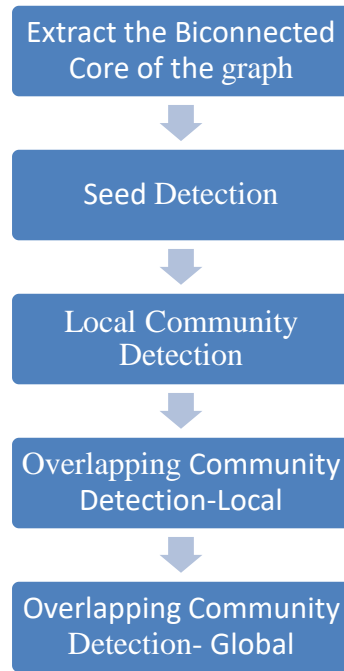 Extract the Biconnected
Core of the graph
Seed Detection
Local Community
Detection
Overlapping Community
Detection-Local
Overlapping Community
Detection- Global